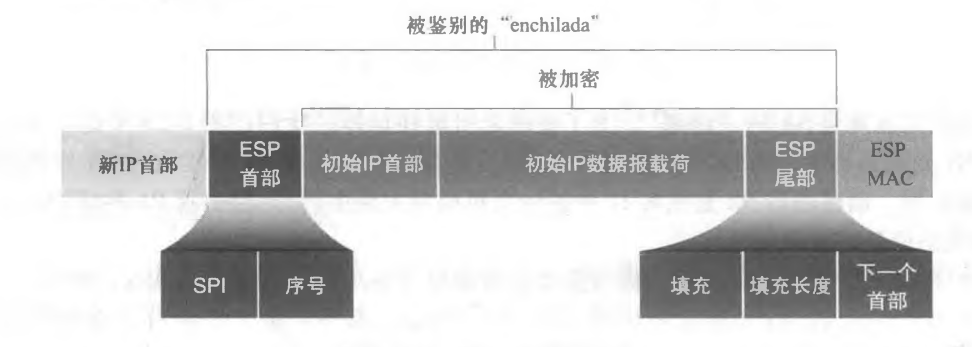 被鉴别的“enchilada”
被加密
新IP首部
ESP
首部
初始IP首部
初始IP数据报载荷
ESP
尾部
ESP
MAC
SPI
序号
填充
填充长度
下一个
首部